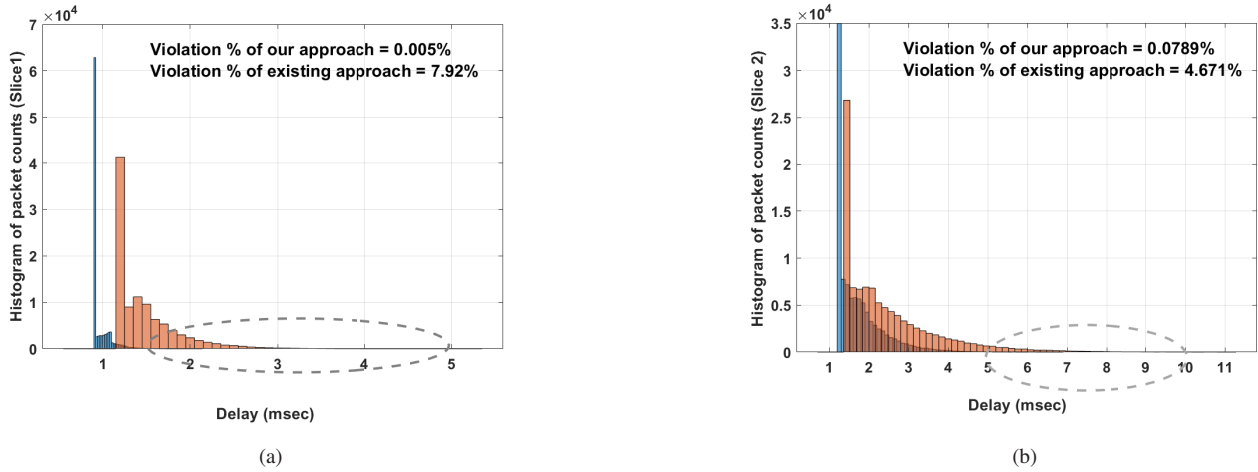 ×10⁴
7
6
5
4
3
2
1
0
Histogram of packet counts (Slice1)
Violation % of our approach = 0.005%
Violation % of existing approach = 7.92%
1 2 3 4 5
Delay (msec)
(a)
×10⁴
3.5
3
2.5
2
1.5
1
0.5
0
Histogram of packet counts (Slice 2)
Violation % of our approach = 0.0789%
Violation % of existing approach = 4.671%
1 2 3 4 5 6 7 8 9 10 11
Delay (msec)
(b)